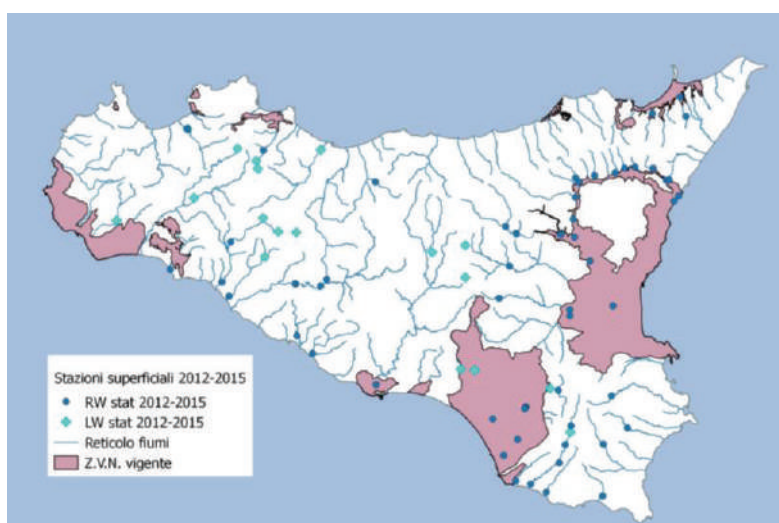 Stazioni superficiali 2012-2015
RW stat 2012-2015
LW stat 2012-2015
Reticolo fiumi
Z.V.N. vigente